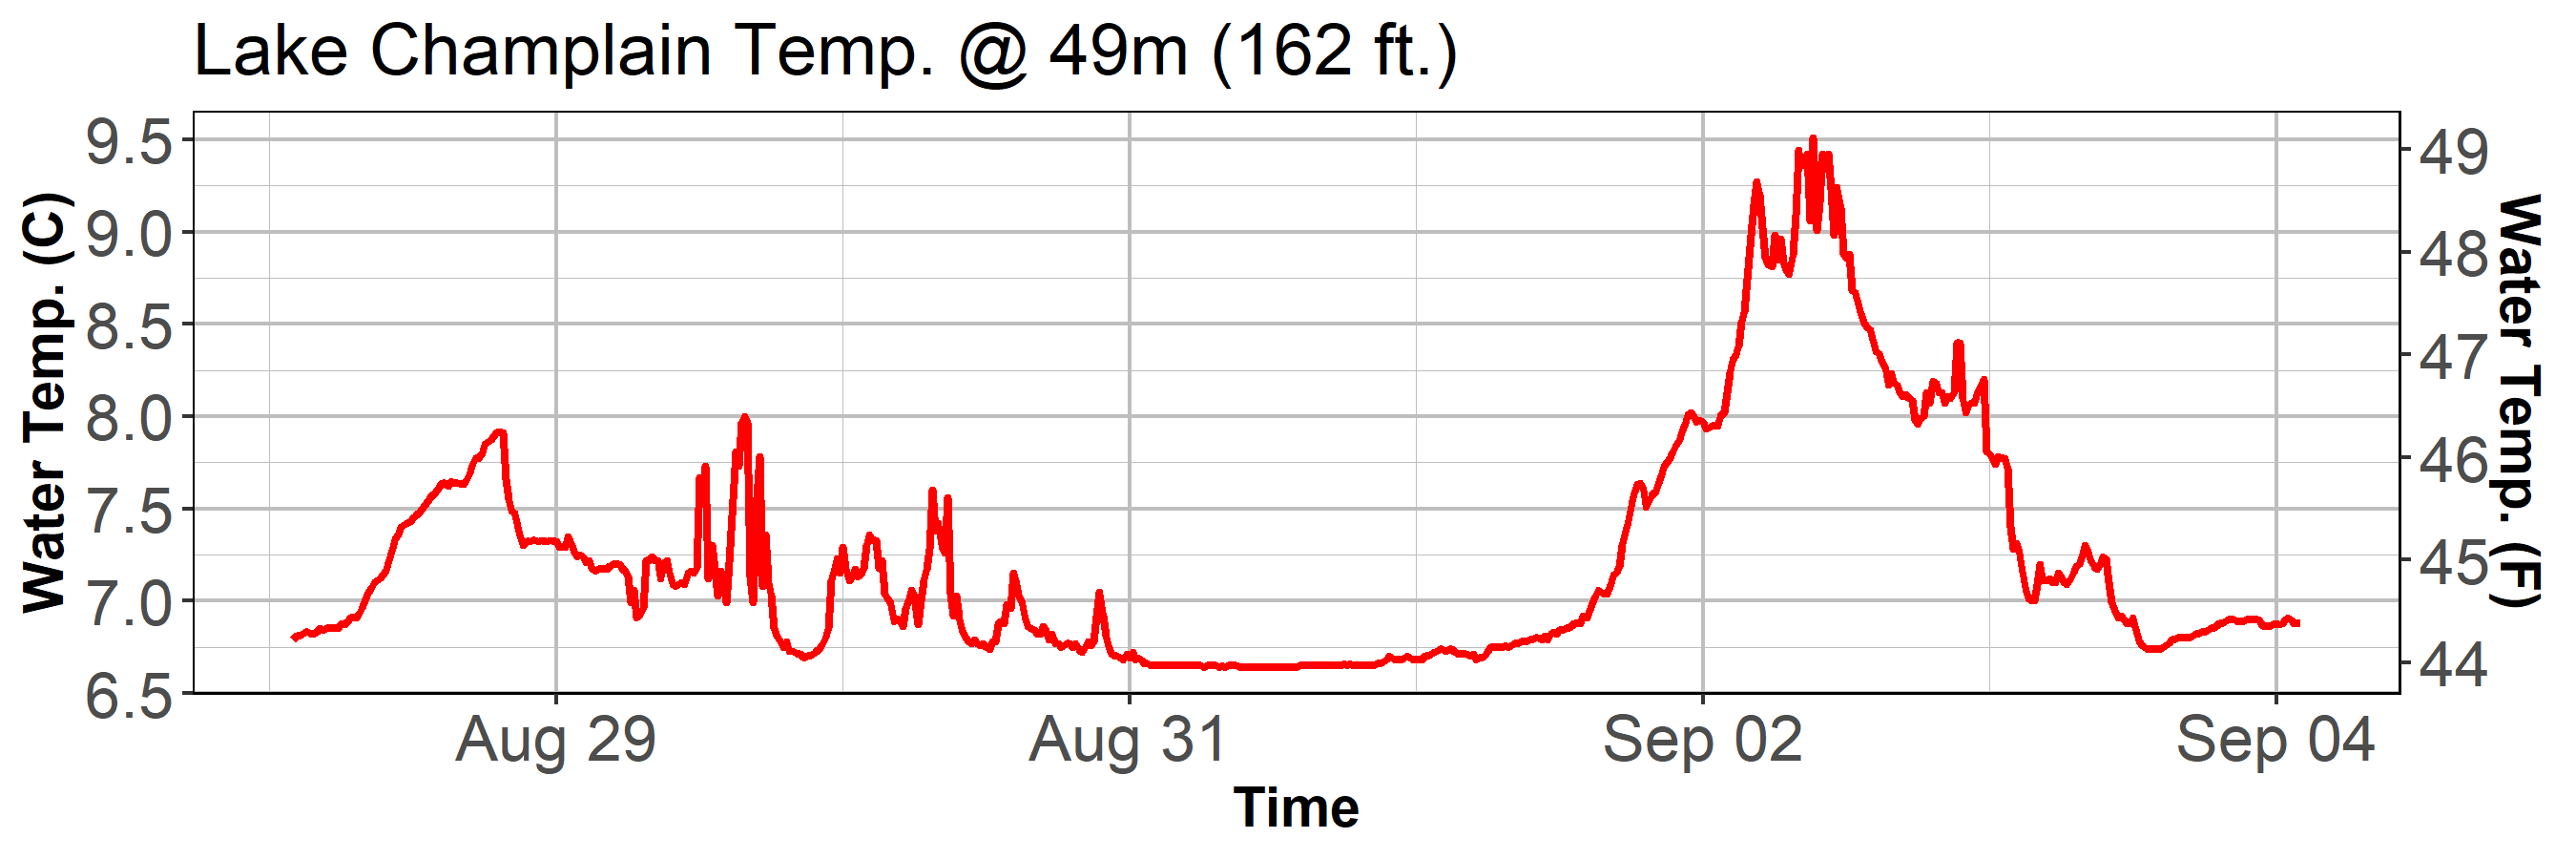 Lake Champlain Temp. @ 49m (162 ft.)
Water Temp. (C)
9.5
9.0
8.5
8.0
7.5
7.0
6.5
49
48
47
46
45
44
Water Temp. (F)
Aug 29
Aug 31
Sep 02
Sep 04
Time